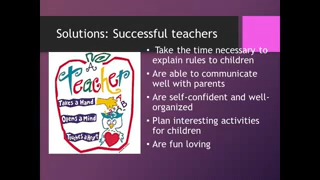 Solutions: Successful teachers
A
Teacher
Takes a Hand
Opens a Mind
Touches a Heart
• Take the time necessary to
explain rules to children
• Are able to communicate
well with parents
• Are self-confident and well-
organized
• Plan interesting activities
for children
• Are fun loving